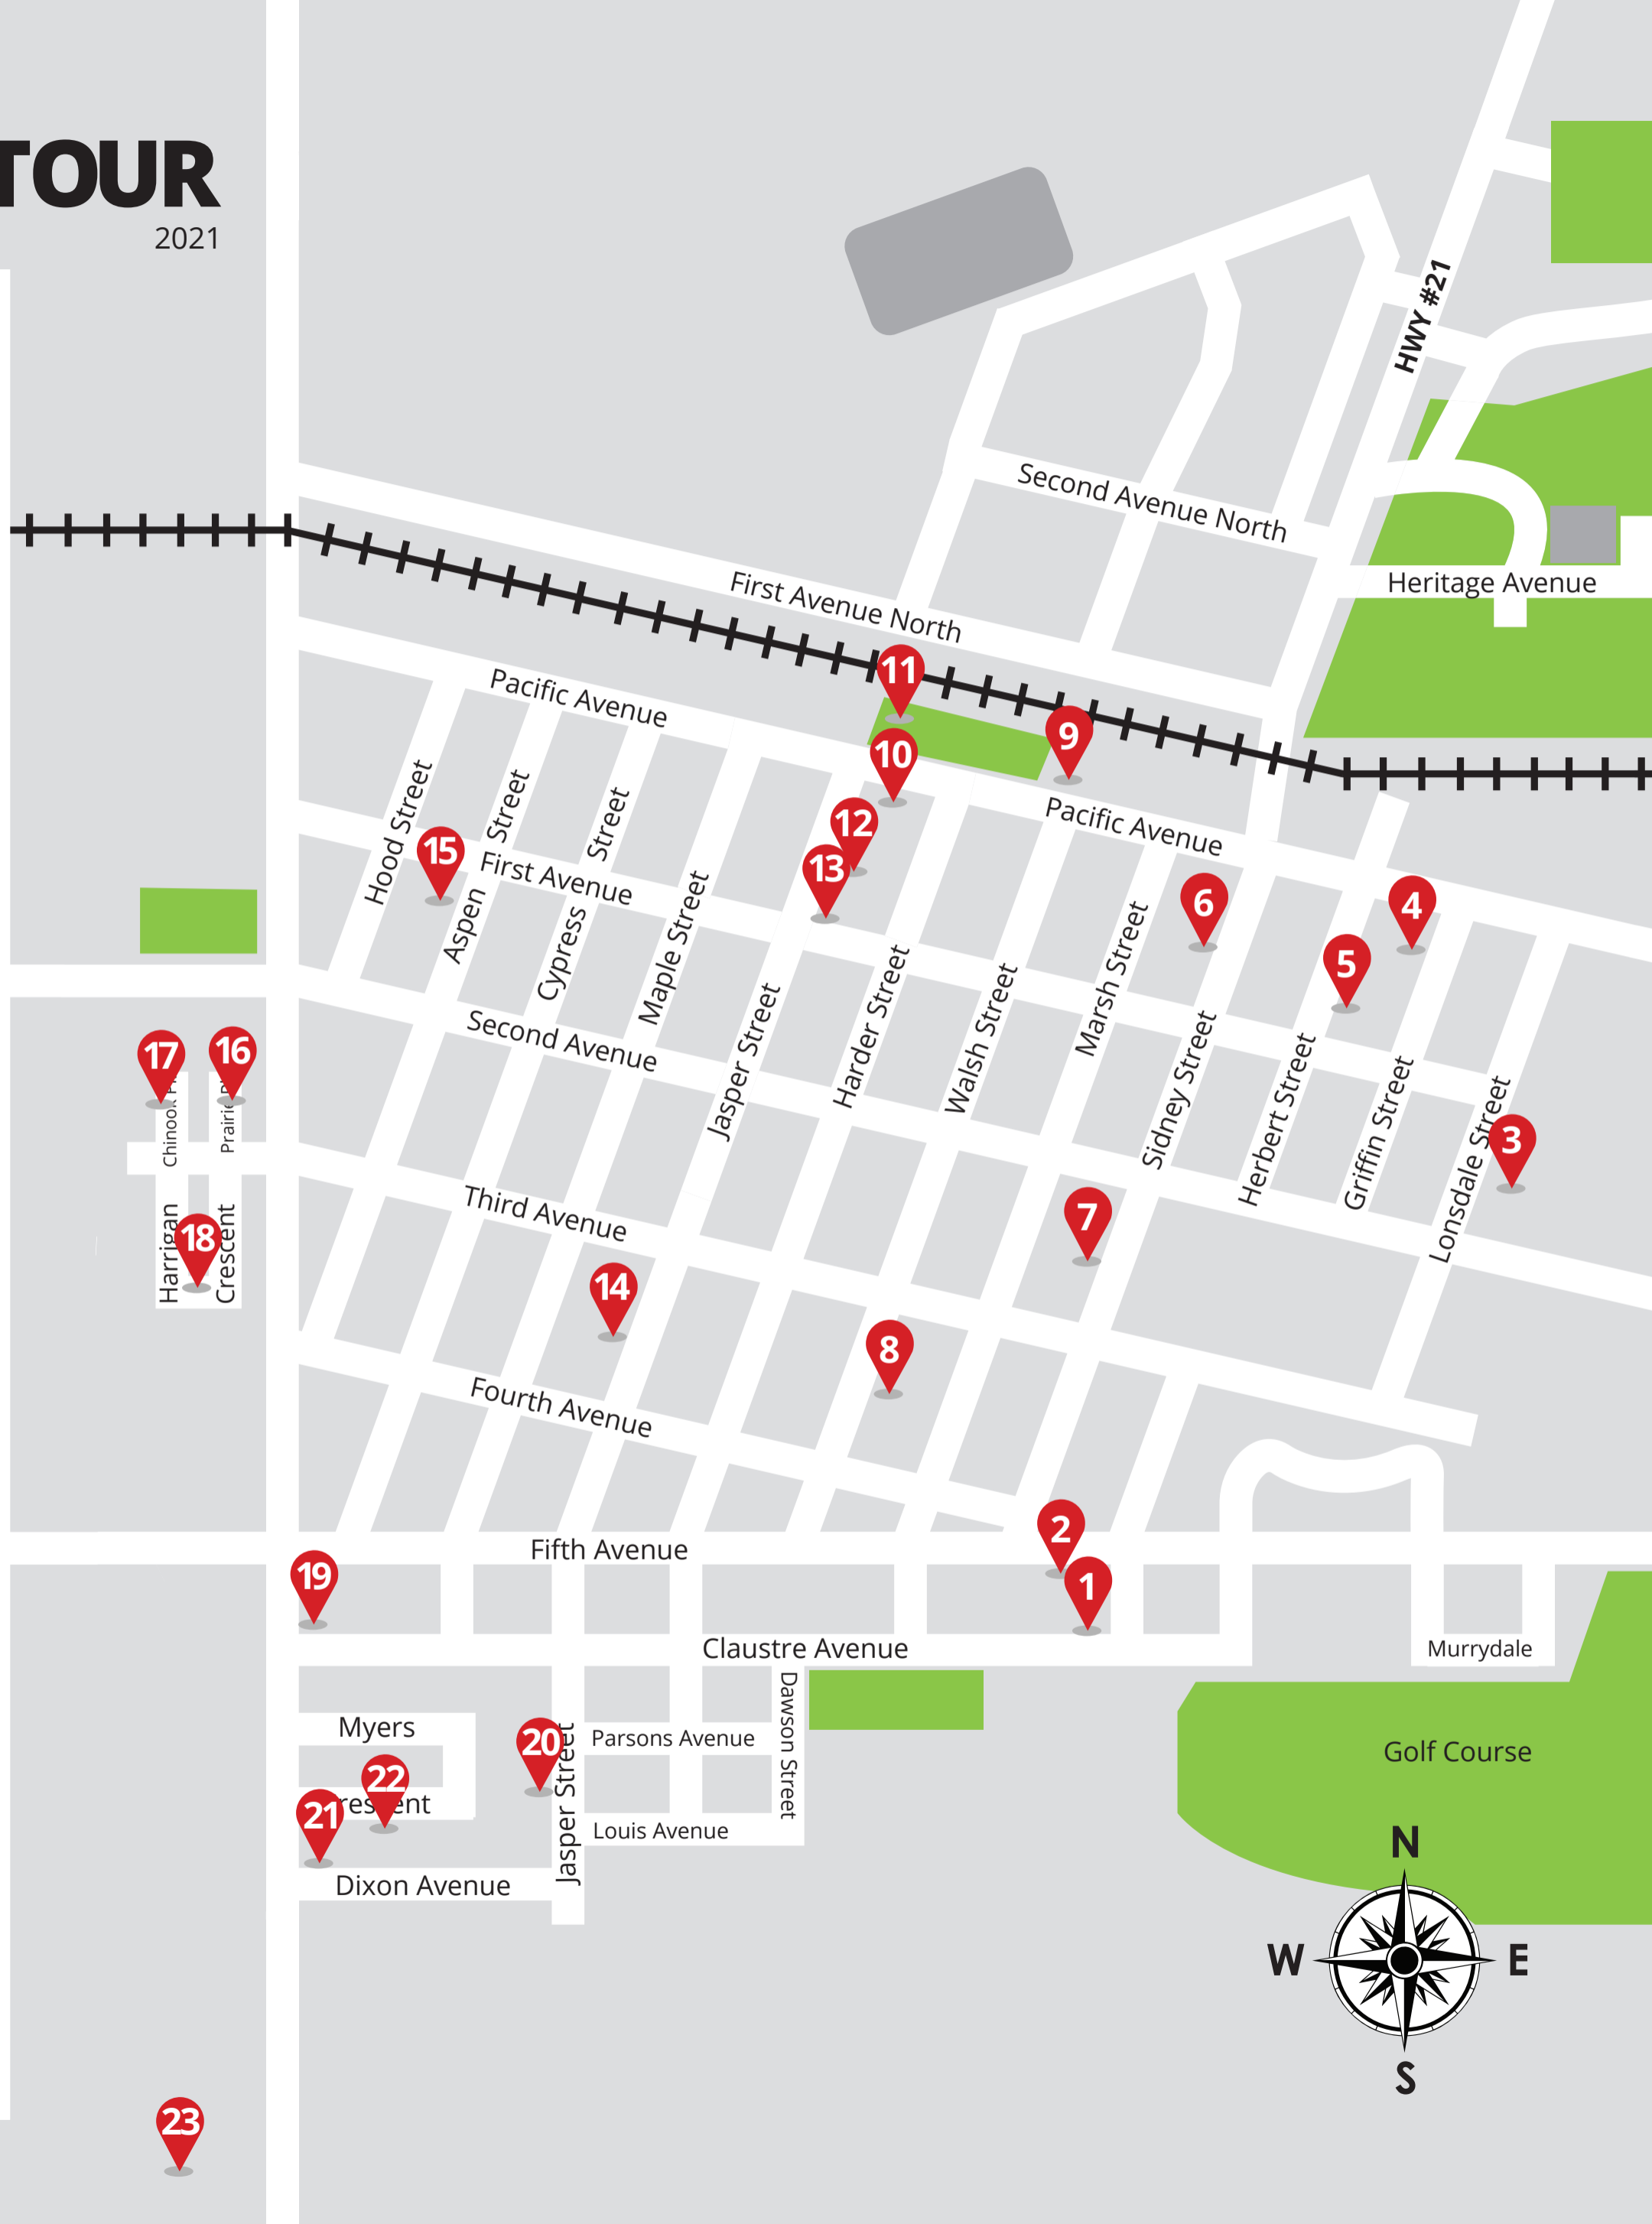 TOUR
2021
HWY #21
Second Avenue North
Heritage Avenue
First Avenue North
11
Pacific Avenue
9
10
Pacific Avenue
12
13
Hood Street
15
Aspen Street
Cypress Street
First Avenue
Maple Street
6
4
5
Harder Street
Marsh Street
Walsh Street
Jasper Street
Second Avenue
Sidney Street
Herbert Street
Griffin Street
Lonsdale Street
3
17
16
Chinook
Prairie
Harrigan
Crescent
18
Third Avenue
7
14
8
Fourth Avenue
2
Fifth Avenue
19
1
Claustre Avenue
Murrydale
Myers
20
Jasper Street
Parsons Avenue
Dawson Street
Golf Course
22
21
Louis Avenue
Dixon Avenue
N
W
E
S
23